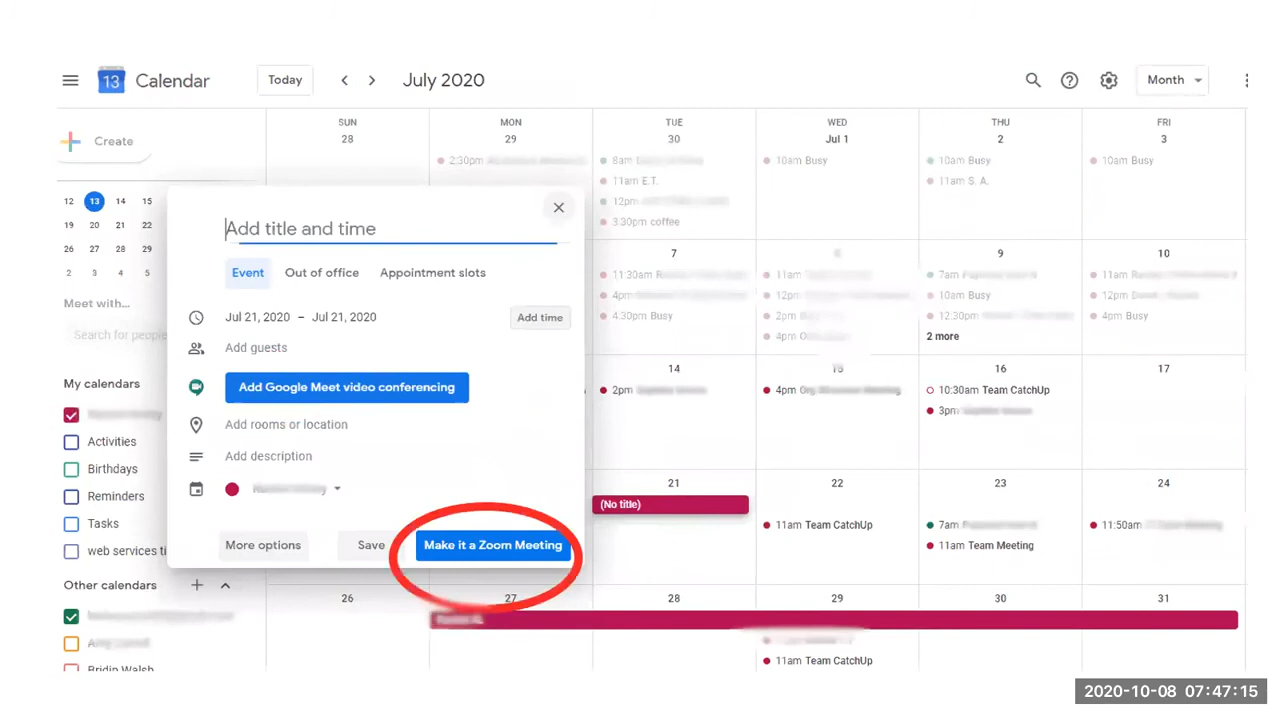 13 Calendar Today July 2020 Month
Create
SUN MON TUE WED THU FRI
28 29 30 Jul 1 2 3
2:30pm 8am 10am Busy 10am Busy 10am Busy
11am E.T. 11am S. A.
12pm
3:30pm coffee
12 13 14 15
19 20 21 22
26 27 28 29
2 3 4 5
Meet with...
Search for people
My calendars
Activities
Birthdays
Reminders
Tasks
web services
Other calendars
Bridin Walsh
Add title and time
Event Out of office Appointment slots
Jul 21, 2020 – Jul 21, 2020 Add time
Add guests
Add Google Meet video conferencing
Add rooms or location
Add description
More options Save Make it a Zoom Meeting
7 8 9 10
11:30am 11am 7am 11am
4pm 12pm 10am Busy 12pm
4:30pm Busy 2pm 12:30pm 4pm Busy
4pm 2 more
14 15 16 17
2pm 4pm 10:30am Team CatchUp
3pm
21 22 23 24
(No title)
11am Team CatchUp 7am 11:50am
11am Team Meeting
26 27 28 29 30 31
11am Team CatchUp
2020-10-08 07:47:15